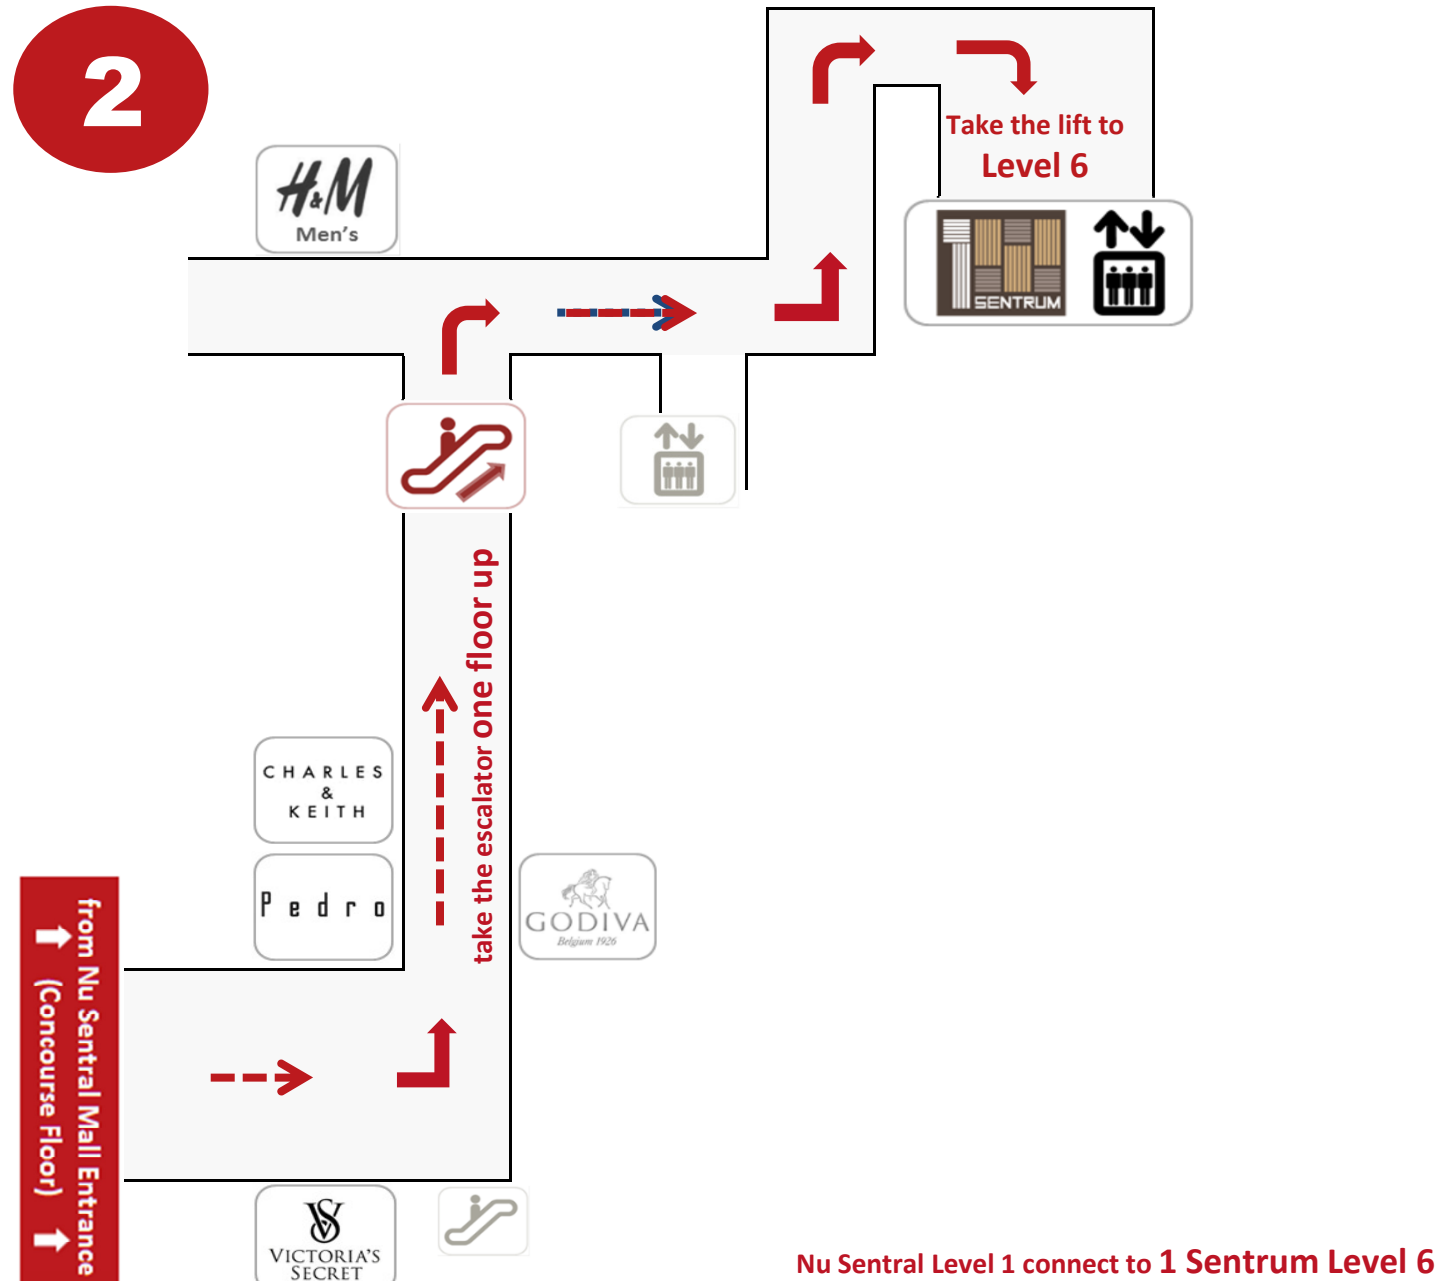 2
H&M
Men's
Take the lift to
Level 6
SENTRUM
take the escalator one floor up
CHARLES
&
KEITH
Pedro
GODIVA
Belgium 1926
from Nu Sentral Mall Entrance
(Concourse Floor)
VS
VICTORIA'S
SECRET
Nu Sentral Level 1 connect to 1 Sentrum Level 6